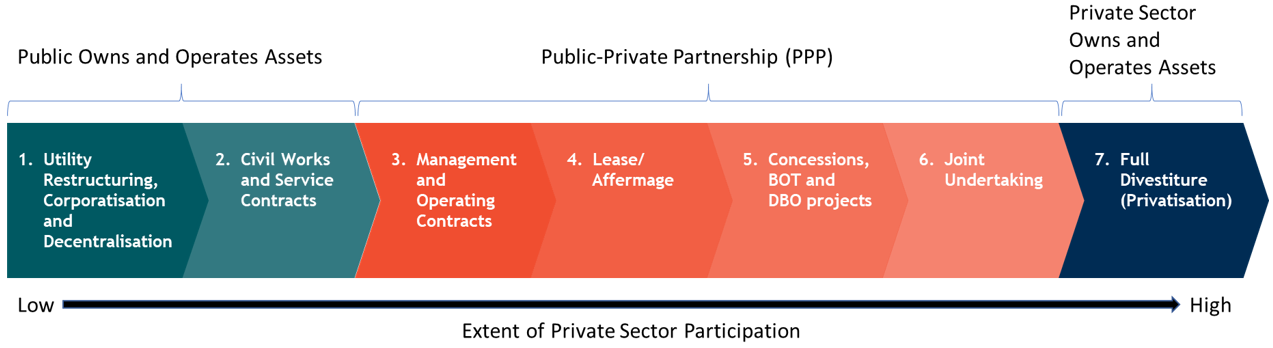 Public Owns and Operates Assets
Public-Private Partnership (PPP)
Private Sector
Owns and
Operates Assets
1. Utility
Restructuring,
Corporatisation
and
Decentralisation
2. Civil Works
and Service
Contracts
3. Management
and
Operating
Contracts
4. Lease/
Affermage
5. Concessions,
BOT and
DBO projects
6. Joint
Undertaking
7. Full
Divestiture
(Privatisation)
Low
High
Extent of Private Sector Participation